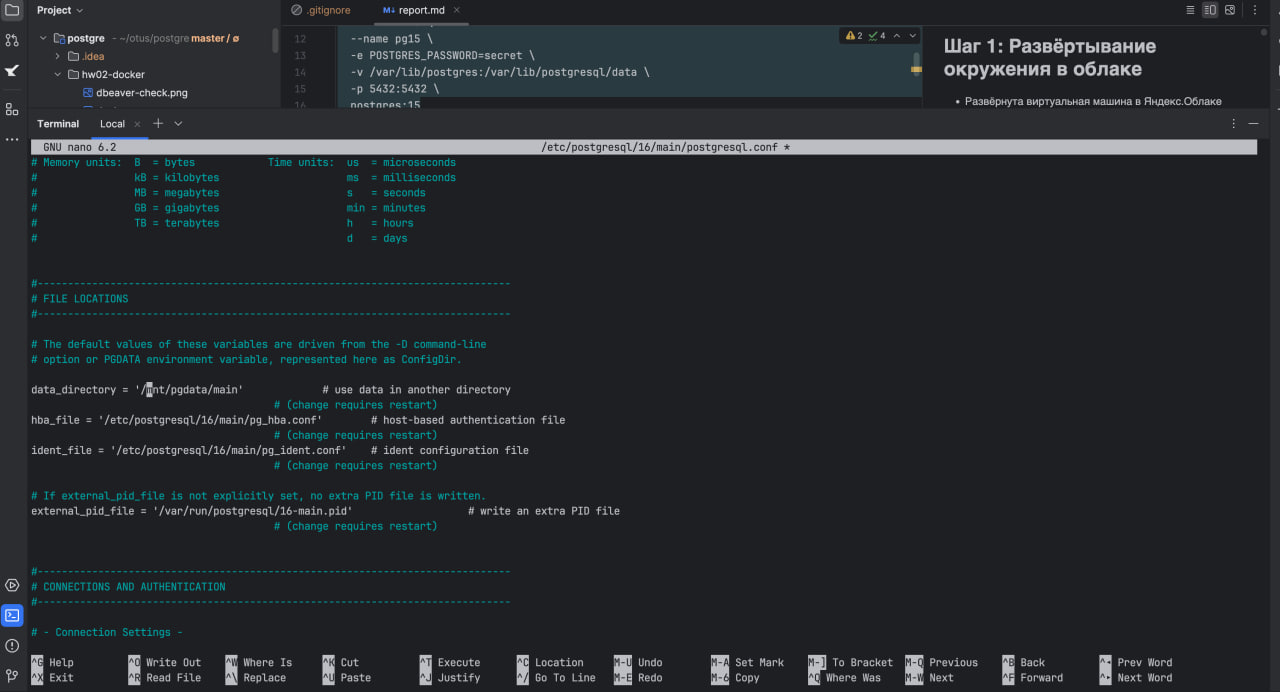 Project
.gitignore
M↓ report.md ×
postgre - ~/otus/postgre master / ø
.idea
hw02-docker
dbeaver-check.png
12 --name pg15 \
13 -e POSTGRES_PASSWORD=secret \
14 -v /var/lib/postgres:/var/lib/postgresql/data \
15 -p 5432:5432 \
16 postgres:15
2 4
Шаг 1: Развёртывание
окружения в облаке
• Развёрнута виртуальная машина в Яндекс.Облаке
Terminal Local × +
GNU nano 6.2 /etc/postgresql/16/main/postgresql.conf *
# Memory units: B = bytes Time units: us = microseconds
# kB = kilobytes ms = milliseconds
# MB = megabytes s = seconds
# GB = gigabytes min = minutes
# TB = terabytes h = hours
# d = days
#------------------------------------------------------------------------------
# FILE LOCATIONS
#------------------------------------------------------------------------------
# The default values of these variables are driven from the -D command-line
# option or PGDATA environment variable, represented here as ConfigDir.
data_directory = '/mnt/pgdata/main' # use data in another directory
# (change requires restart)
hba_file = '/etc/postgresql/16/main/pg_hba.conf' # host-based authentication file
# (change requires restart)
ident_file = '/etc/postgresql/16/main/pg_ident.conf' # ident configuration file
# (change requires restart)
# If external_pid_file is not explicitly set, no extra PID file is written.
external_pid_file = '/var/run/postgresql/16-main.pid' # write an extra PID file
# (change requires restart)
#------------------------------------------------------------------------------
# CONNECTIONS AND AUTHENTICATION
#------------------------------------------------------------------------------
# - Connection Settings -
^G Help ^O Write Out ^W Where Is ^K Cut ^T Execute ^C Location M-U Undo M-A Set Mark M-] To Bracket M-Q Previous ^B Back ^◂ Prev Word
^X Exit ^R Read File ^\ Replace ^U Paste ^J Justify ^/ Go To Line M-E Redo M-6 Copy ^Q Where Was M-W Next ^F Forward ^▸ Next Word